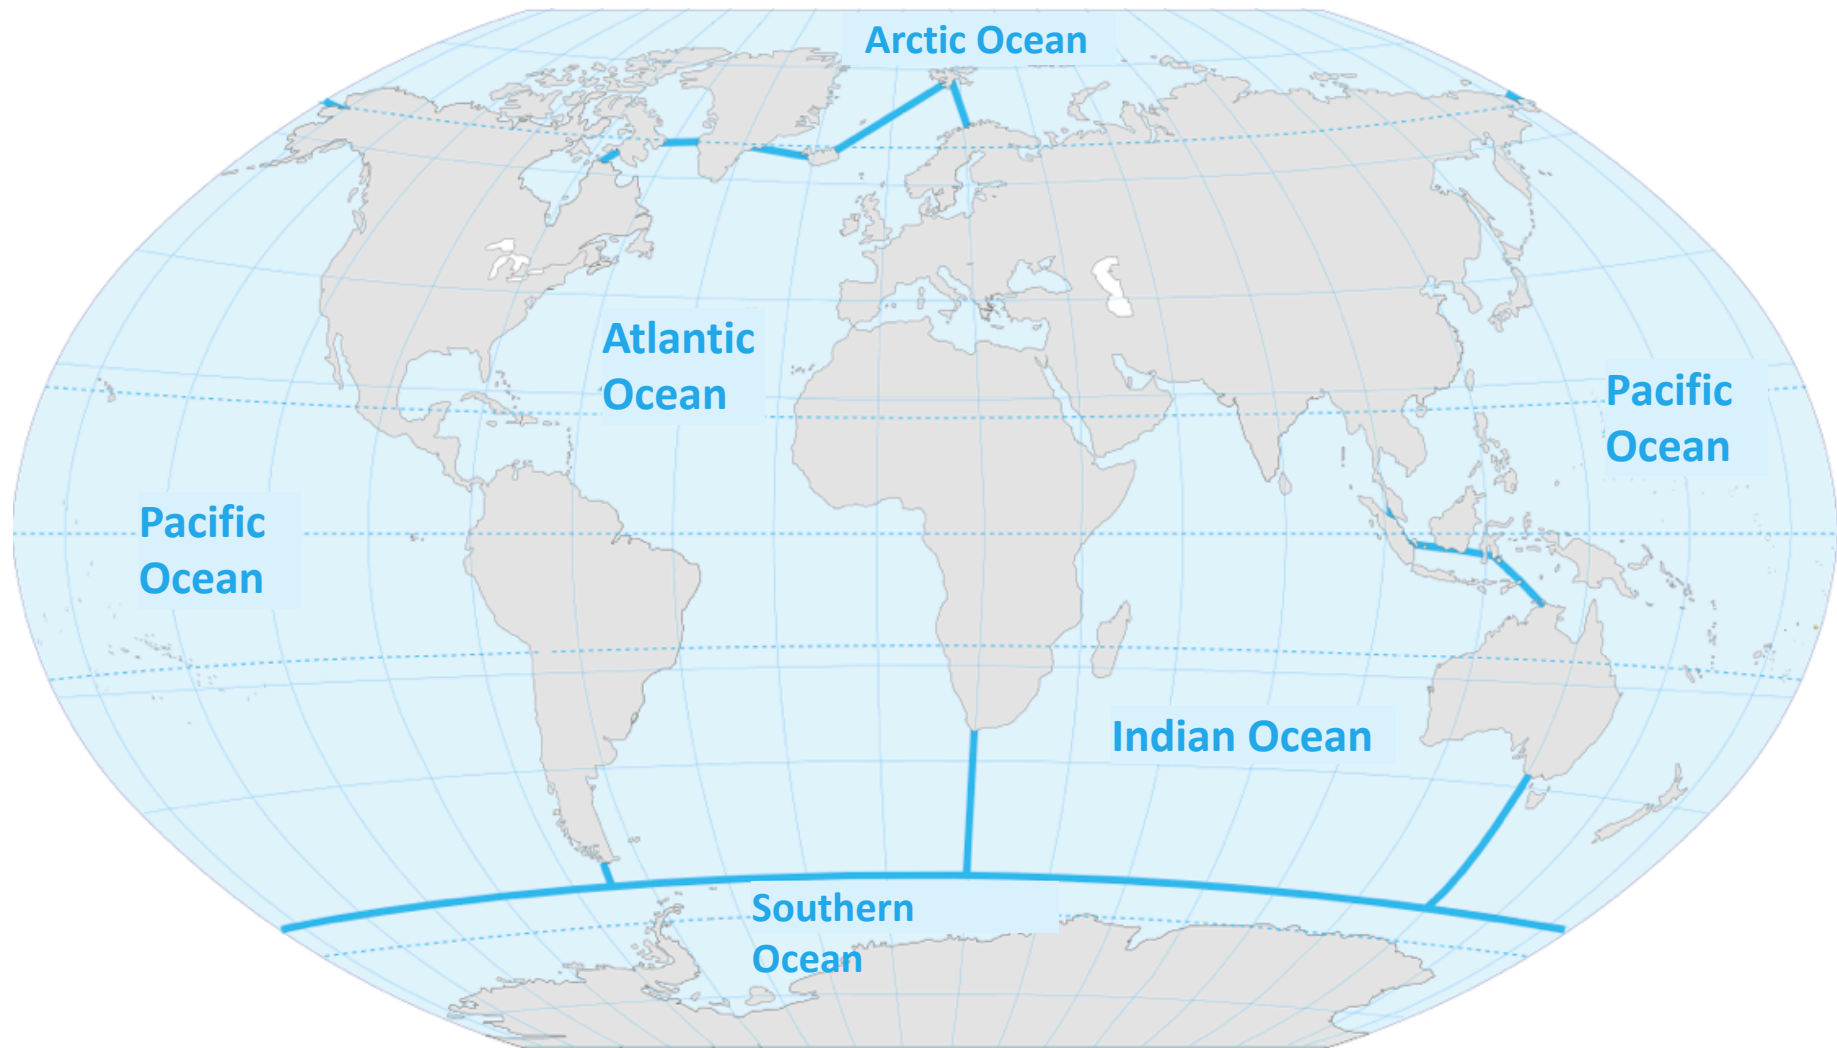 Arctic Ocean
Atlantic
Ocean
Pacific
Ocean
Pacific
Ocean
Indian Ocean
Southern
Ocean